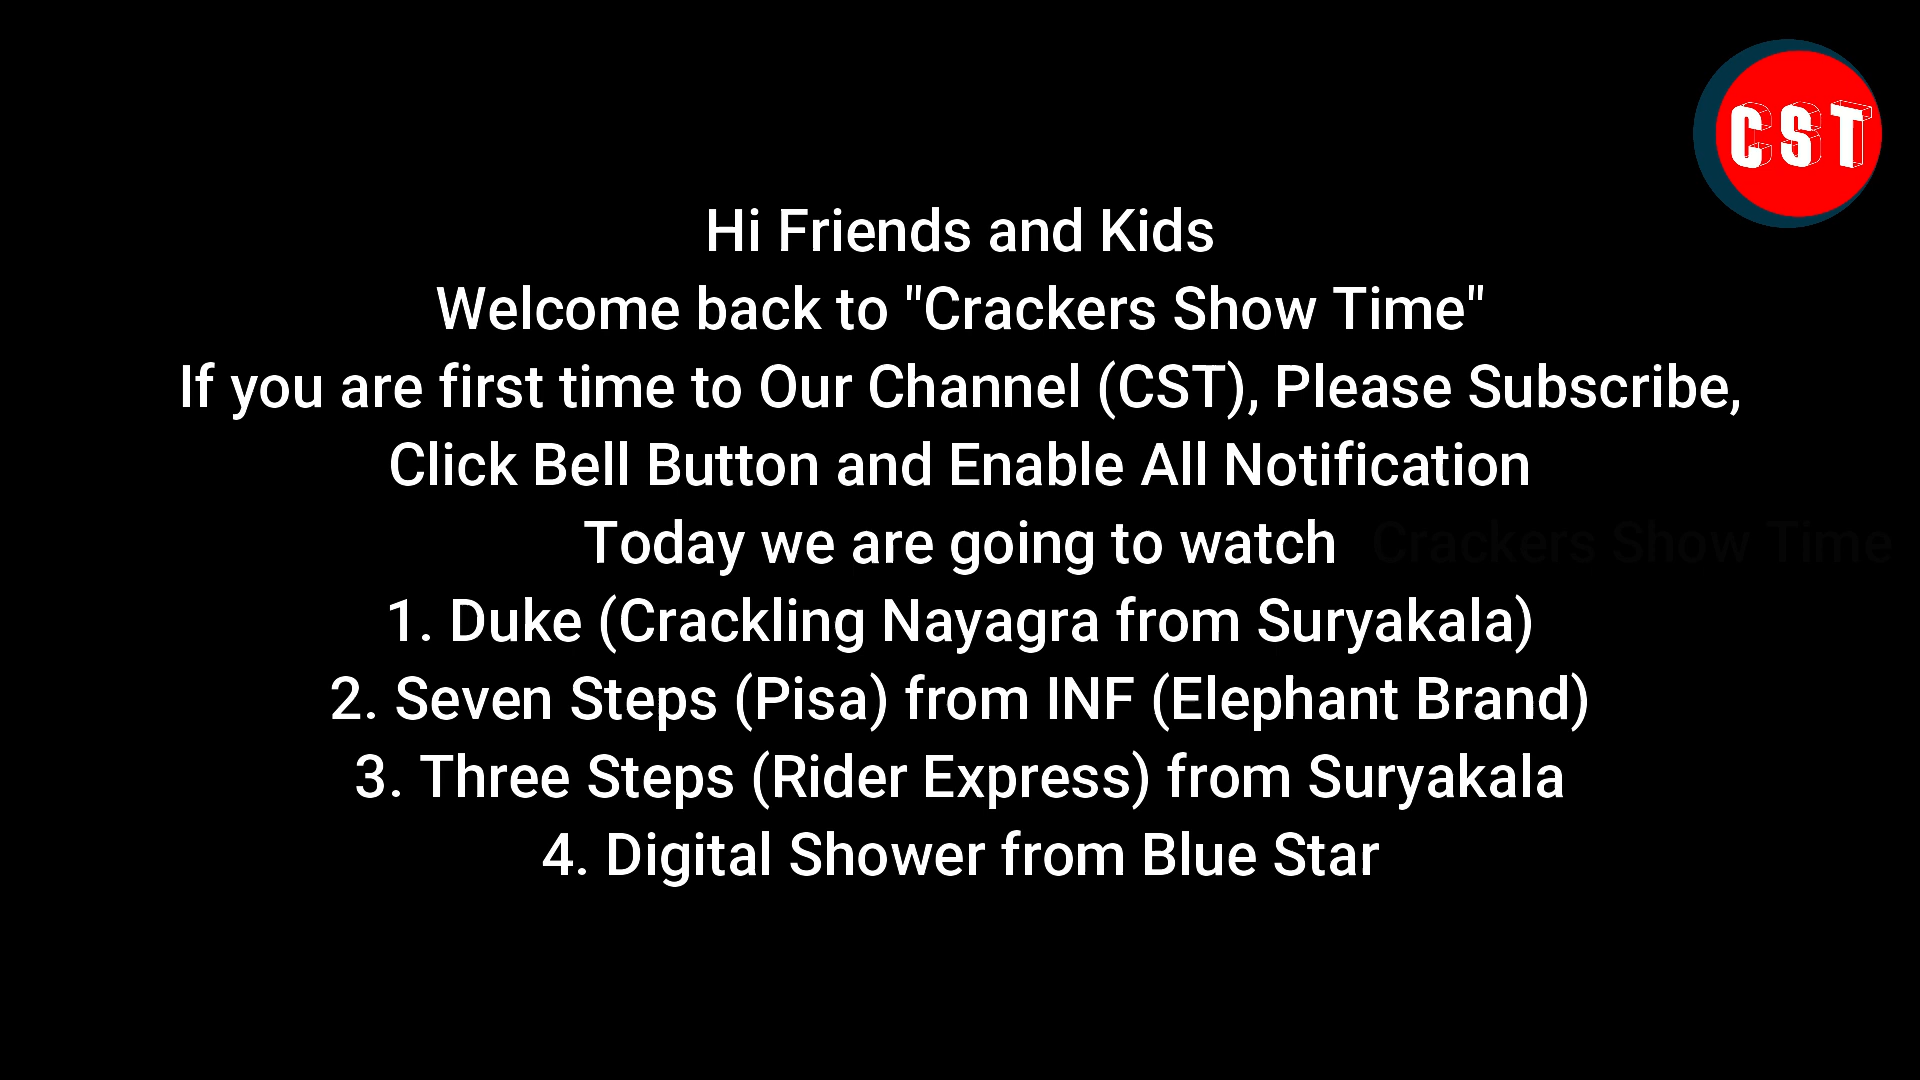 CST
Hi Friends and Kids
Welcome back to "Crackers Show Time"
If you are first time to Our Channel (CST), Please Subscribe,
Click Bell Button and Enable All Notification
Today we are going to watch
Crackers Show Time
1. Duke (Crackling Nayagra from Suryakala)
2. Seven Steps (Pisa) from INF (Elephant Brand)
3. Three Steps (Rider Express) from Suryakala
4. Digital Shower from Blue Star